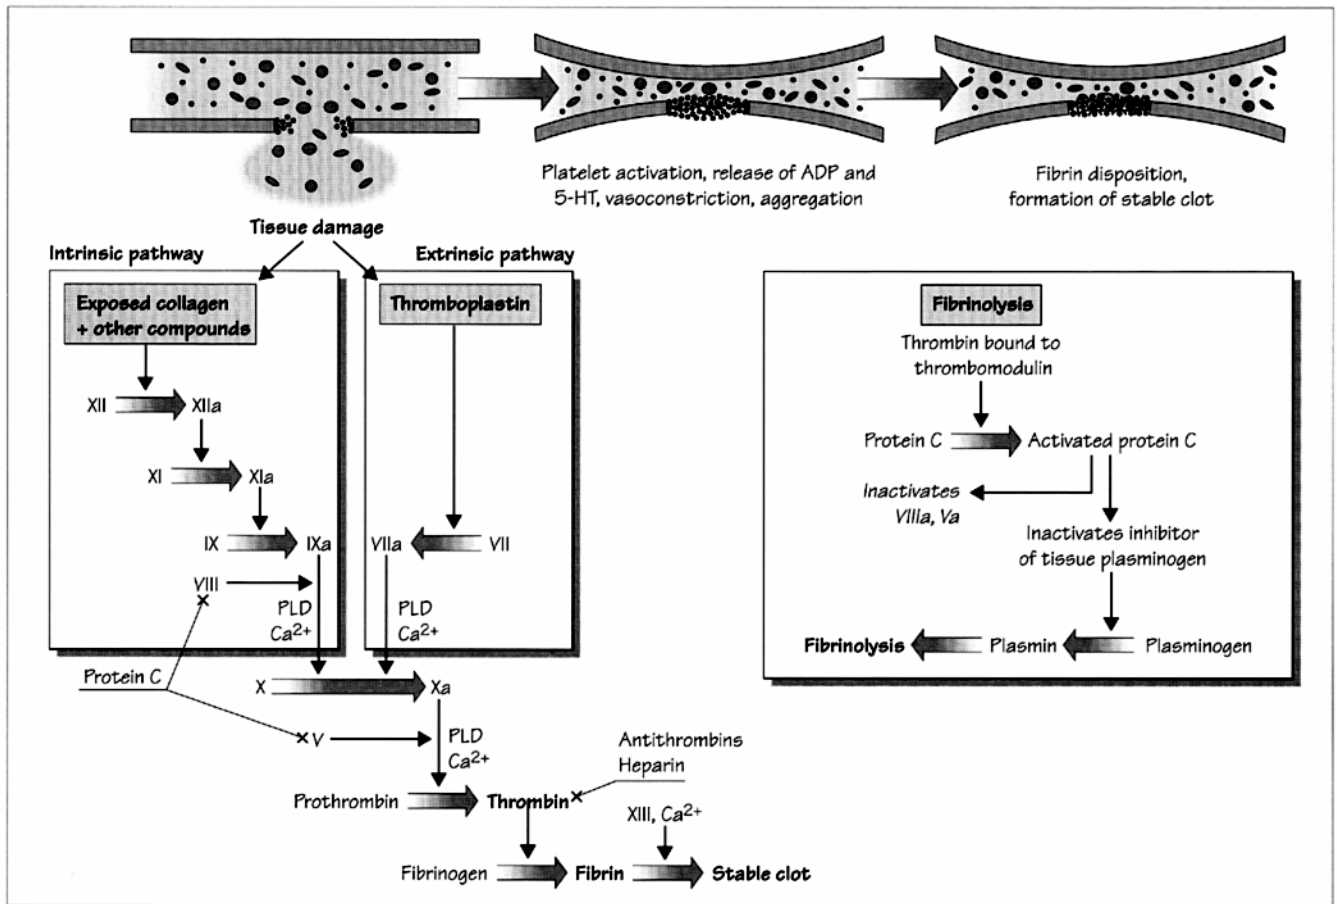 Platelet activation, release of ADP and
5-HT, vasoconstriction, aggregation
Fibrin disposition,
formation of stable clot
Tissue damage
Intrinsic pathway
Extrinsic pathway
Exposed collagen
+ other compounds
Thromboplastin
XII
XIIa
XI
XIa
IX
IXa
VIIa
VII
VIII
PLD
Ca2+
PLD
Ca2+
Protein C
X
Xa
V
PLD
Ca2+
Antithrombins
Heparin
Prothrombin
Thrombin
XIII, Ca2+
Fibrinogen
Fibrin
Stable clot
Fibrinolysis
Thrombin bound to
thrombomodulin
Protein C
Activated protein C
Inactivates
VIIIa, Va
Inactivates inhibitor
of tissue plasminogen
Fibrinolysis
Plasmin
Plasminogen